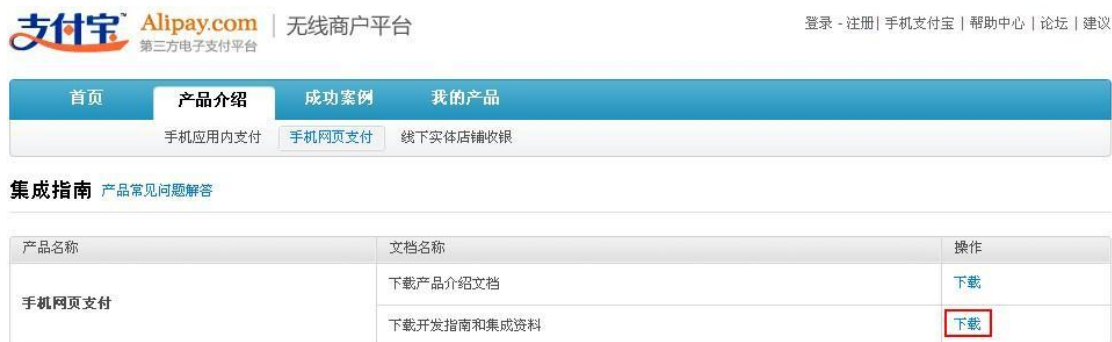 支付宝™ Alipay.com 无线商户平台 登录 - 注册| 手机支付宝 | 帮助中心 | 论坛 | 建议
第三方电子支付平台
首页 产品介绍 成功案例 我的产品
手机应用内支付 手机网页支付 线下实体店铺收银
集成指南 产品常见问题解答
产品名称 文档名称 操作
手机网页支付
下载产品介绍文档 下载
下载开发指南和集成资料 下载